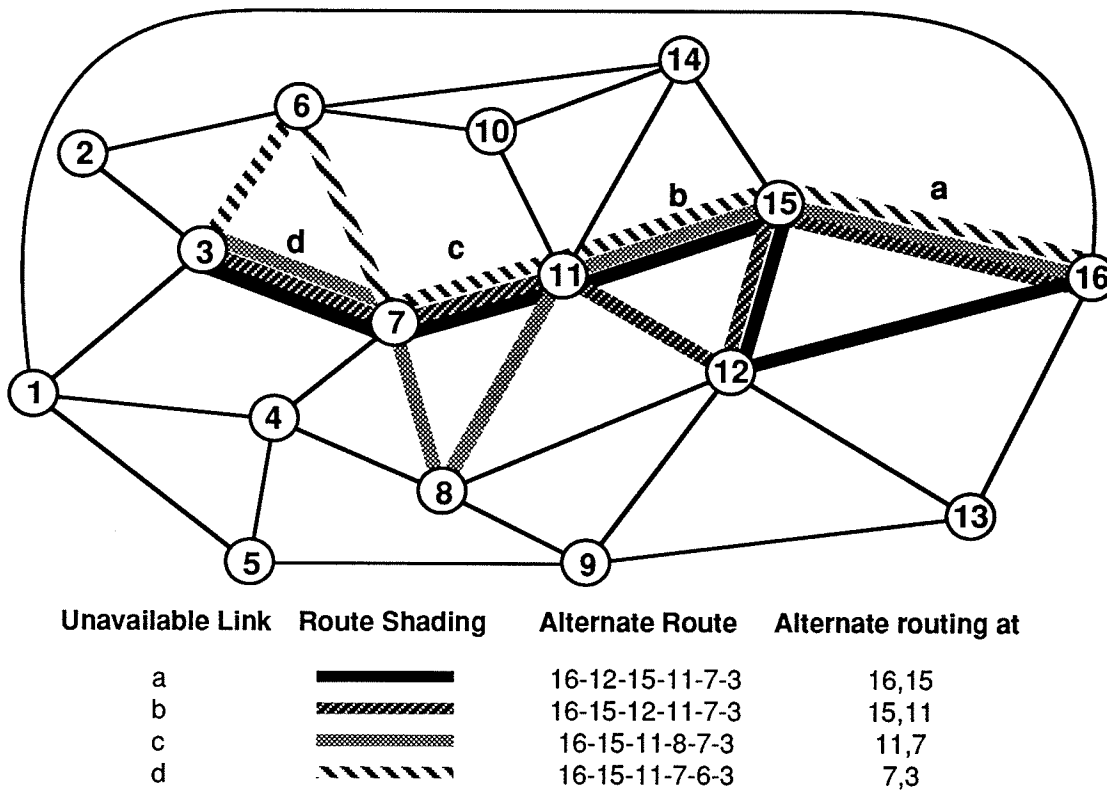 14
6
10
2
b
15
a
3
d
c
11
16
7
12
1
4
8
13
5
9
Unavailable Link Route Shading Alternate Route Alternate routing at
a 16-12-15-11-7-3 16,15
b 16-15-12-11-7-3 15,11
c 16-15-11-8-7-3 11,7
d 16-15-11-7-6-3 7,3